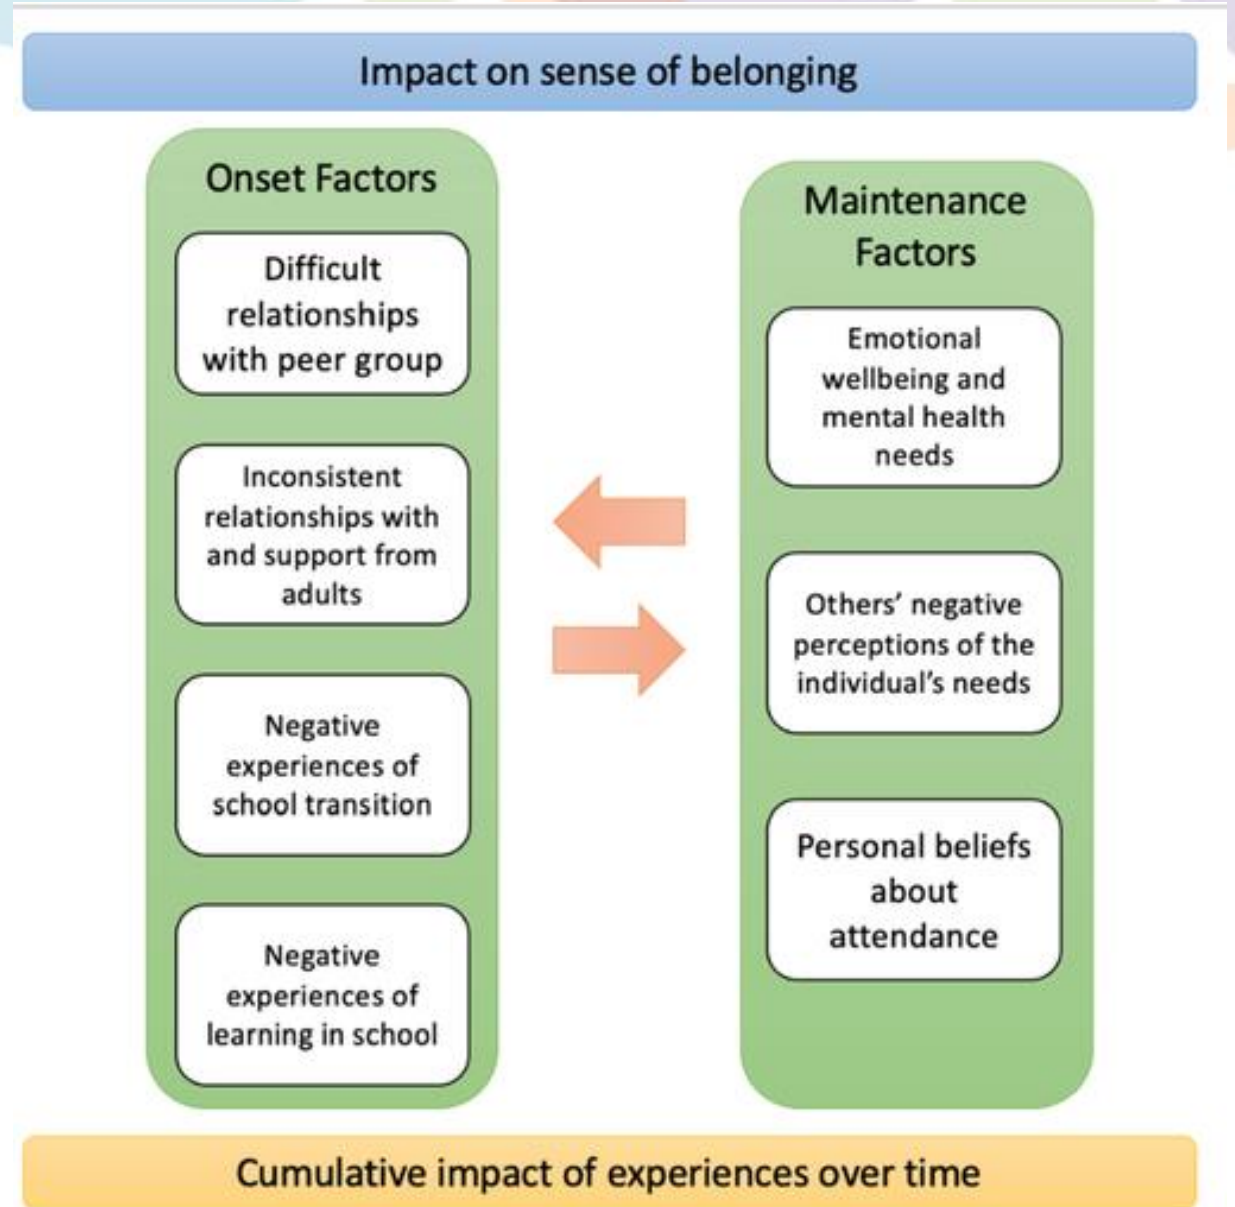 Impact on sense of belonging
Onset Factors
Difficult
relationships
with peer group
Inconsistent
relationships with
and support from
adults
Negative
experiences of
school transition
Negative
experiences of
learning in school
Maintenance
Factors
Emotional
wellbeing and
mental health
needs
Others’ negative
perceptions of the
individual’s needs
Personal beliefs
about
attendance
Cumulative impact of experiences over time